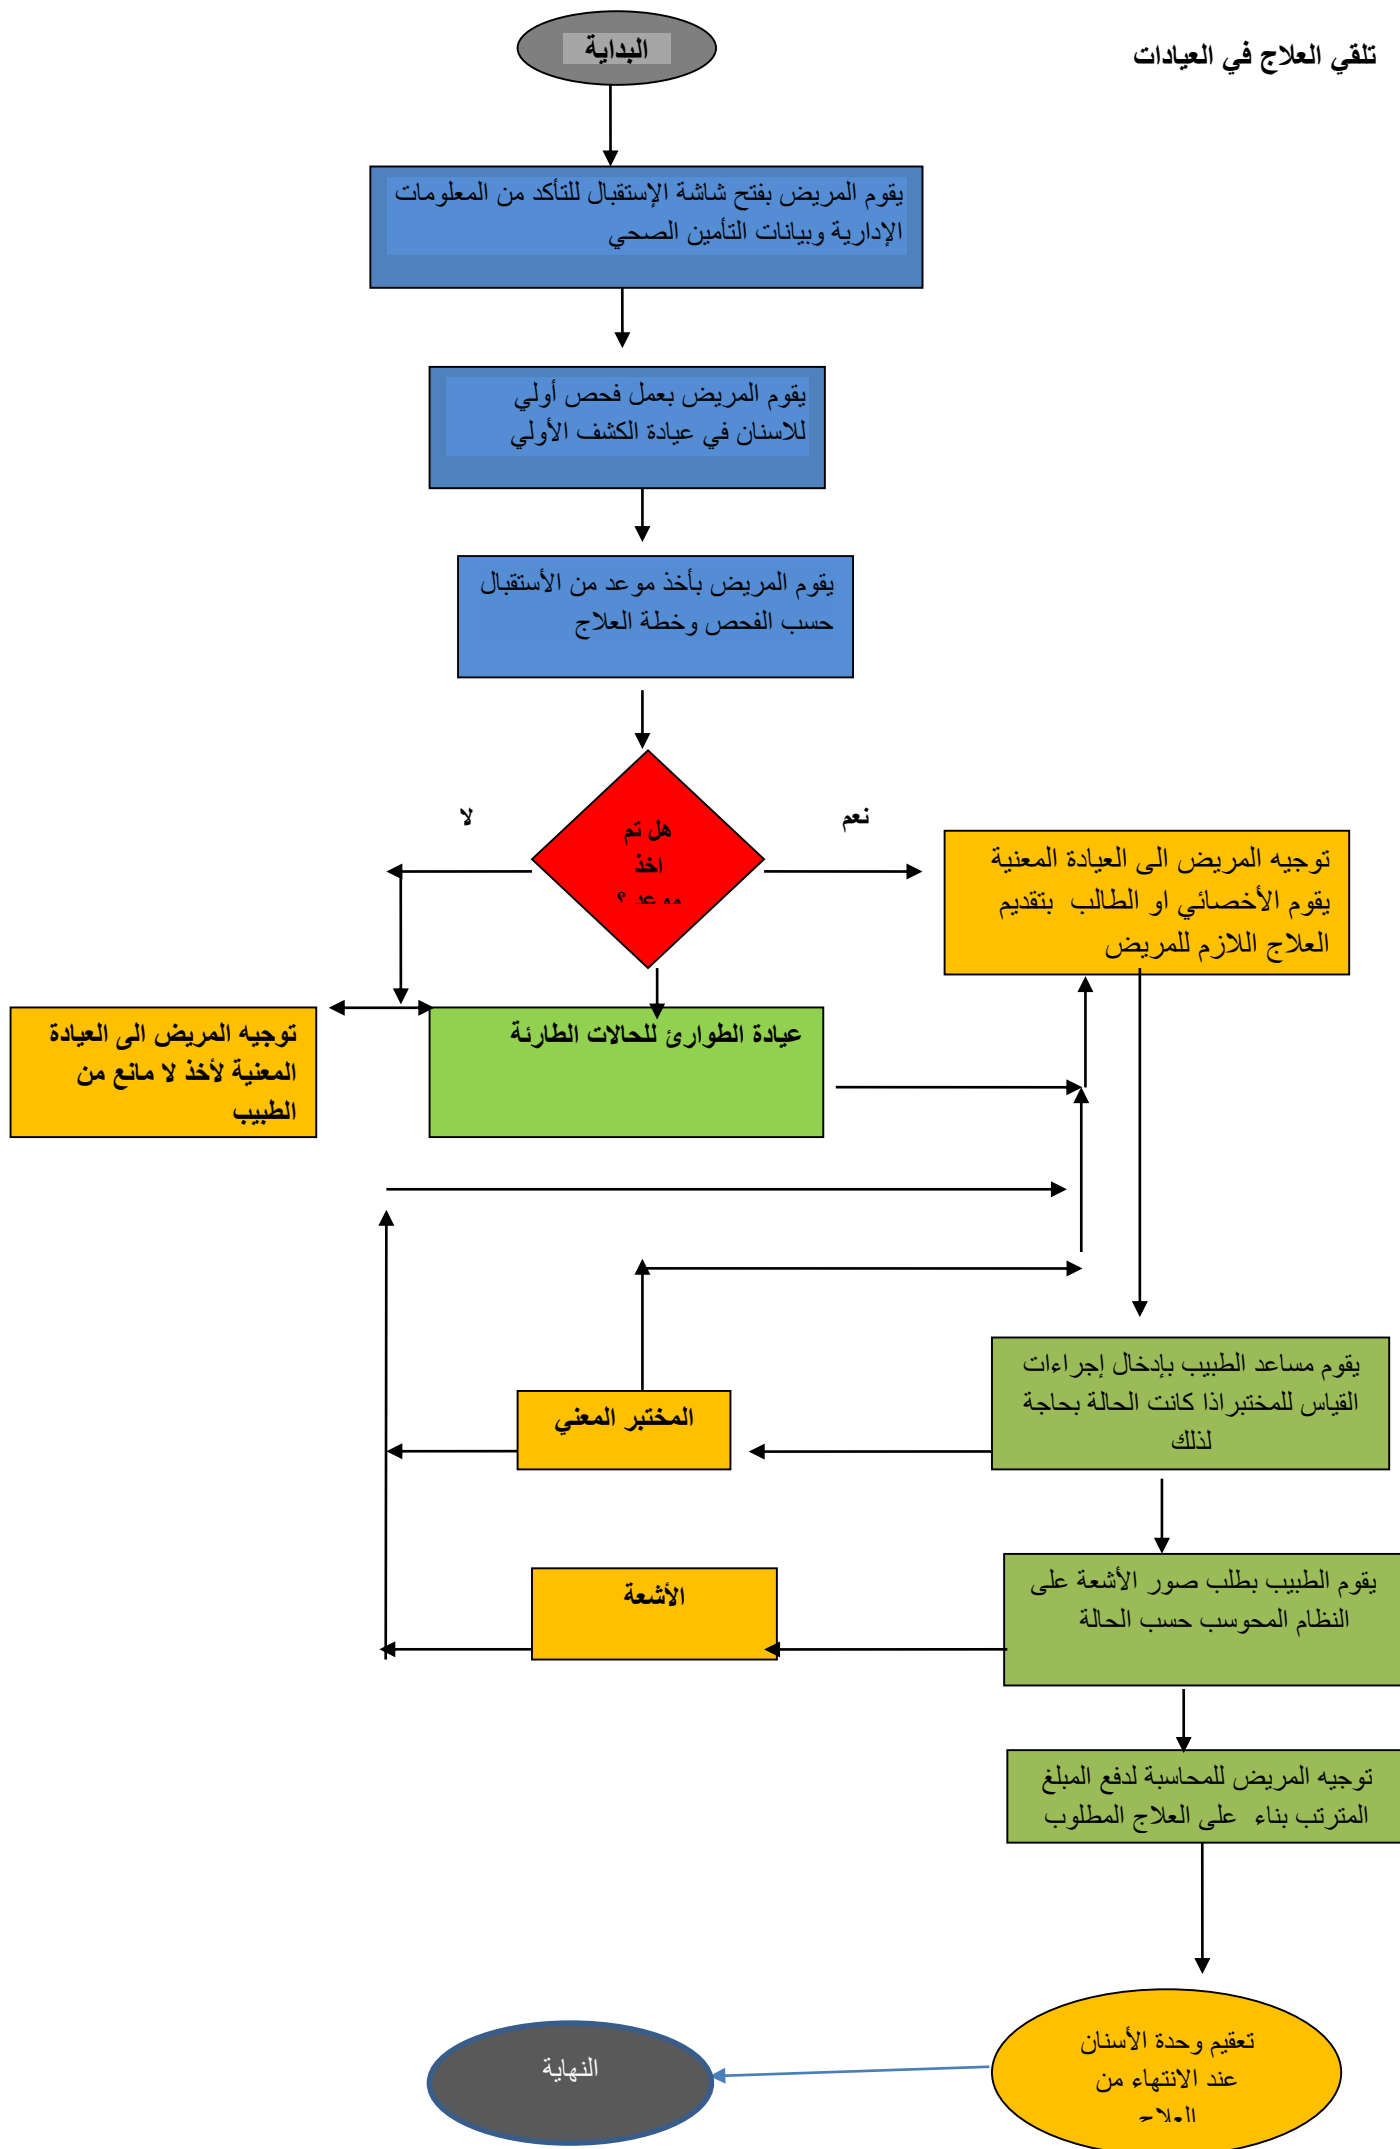 تلقي العلاج في العيادات
البداية
يقوم المريض بفتح شاشة الإستقبال للتأكد من المعلومات
الإدارية وبيانات التأمين الصحي
يقوم المريض بعمل فحص أولي
للاسنان في عيادة الكشف الأولي
يقوم المريض بأخذ موعد من الأستقبال
حسب الفحص وخطة العلاج
هل تم
اخذ
موعد ؟
نعم
لا
توجيه المريض الى العيادة المعنية
يقوم الأخصائي او الطالب بتقديم
العلاج اللازم للمريض
عيادة الطوارئ للحالات الطارئة
توجيه المريض الى العيادة
المعنية لأخذ لا مانع من
الطبيب
يقوم مساعد الطبيب بإدخال إجراءات
القياس للمختبراذا كانت الحالة بحاجة
لذلك
المختبر المعني
يقوم الطبيب بطلب صور الأشعة على
النظام المحوسب حسب الحالة
الأشعة
توجيه المريض للمحاسبة لدفع المبلغ
المترتب بناء على العلاج المطلوب
تعقيم وحدة الأسنان
عند الانتهاء من
العلاج
النهاية